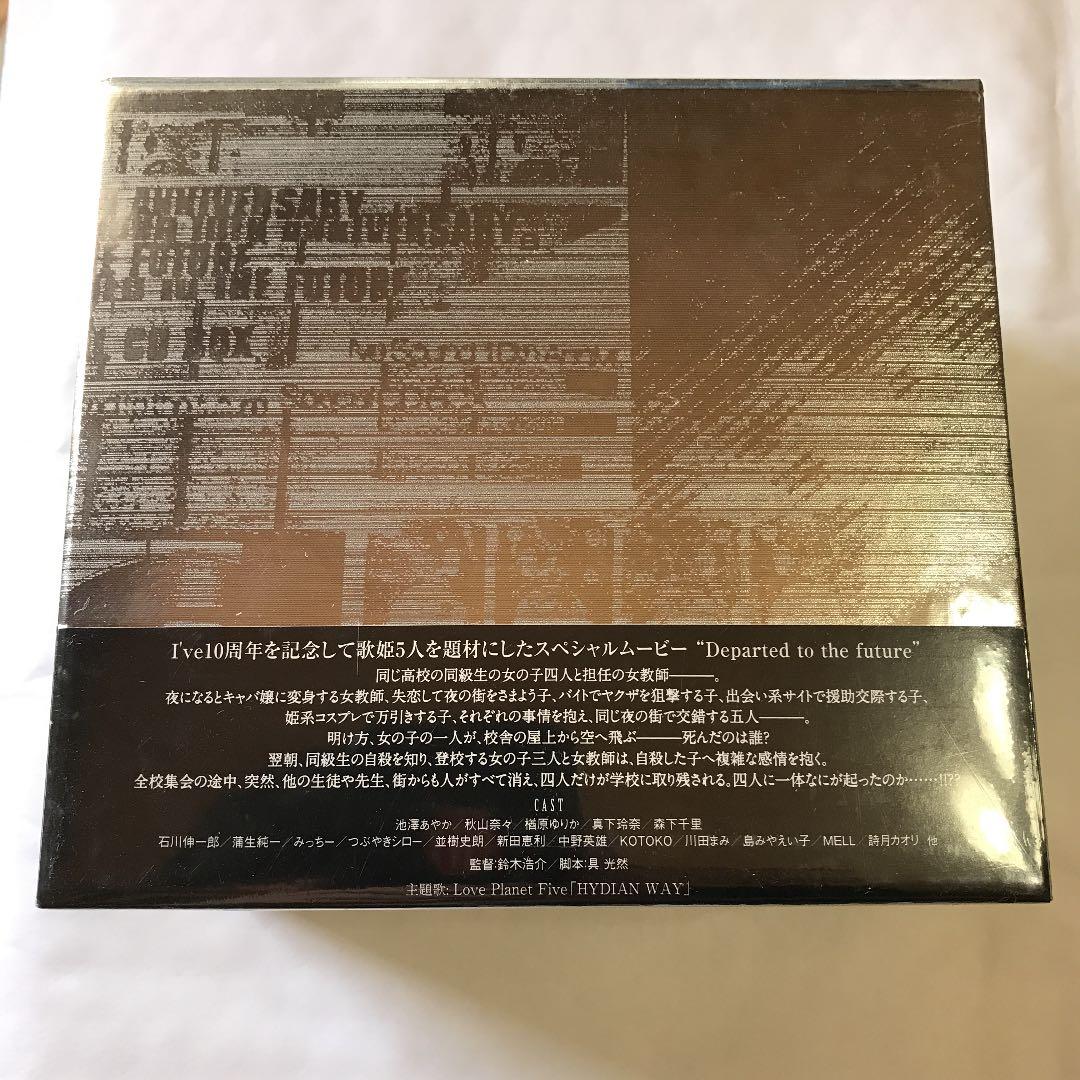 ANNIVERSARY
10th ANNIVERSARY
FUTURE
TO THE FUTURE
CD BOX
I've10周年を記念して歌姫5人を題材にしたスペシャルムービー “Departed to the future”
同じ高校の同級生の女の子四人と担任の女教師―――。
夜になるとキャバ嬢に変身する女教師、失恋して夜の街をさまよう子、バイトでヤクザを狙撃する子、出会い系サイトで援助交際する子、
姫系コスプレで万引きする子、それぞれの事情を抱え、同じ夜の街で交錯する五人―――。
明け方、女の子の一人が、校舎の屋上から空へ飛ぶ―――死んだのは誰?
翌朝、同級生の自殺を知り、登校する女の子三人と女教師は、自殺した子へ複雑な感情を抱く。
全校集会の途中、突然、他の生徒や先生、街からも人がすべて消え、四人だけが学校に取り残される。四人に一体なにが起ったのか……!!??
CAST
池澤あやか/秋山奈々/楢原ゆりか/真下玲奈/森下千里
石川伸一郎/蒲生純一/みっちー/つぶやきシロー/並樹史朗/新田恵利/中野英雄/KOTOKO/川田まみ/島みやえい子/MELL/詩月カオリ 他
監督:鈴木浩介/脚本:具 光然
主題歌: Love Planet Five「HYDIAN WAY」